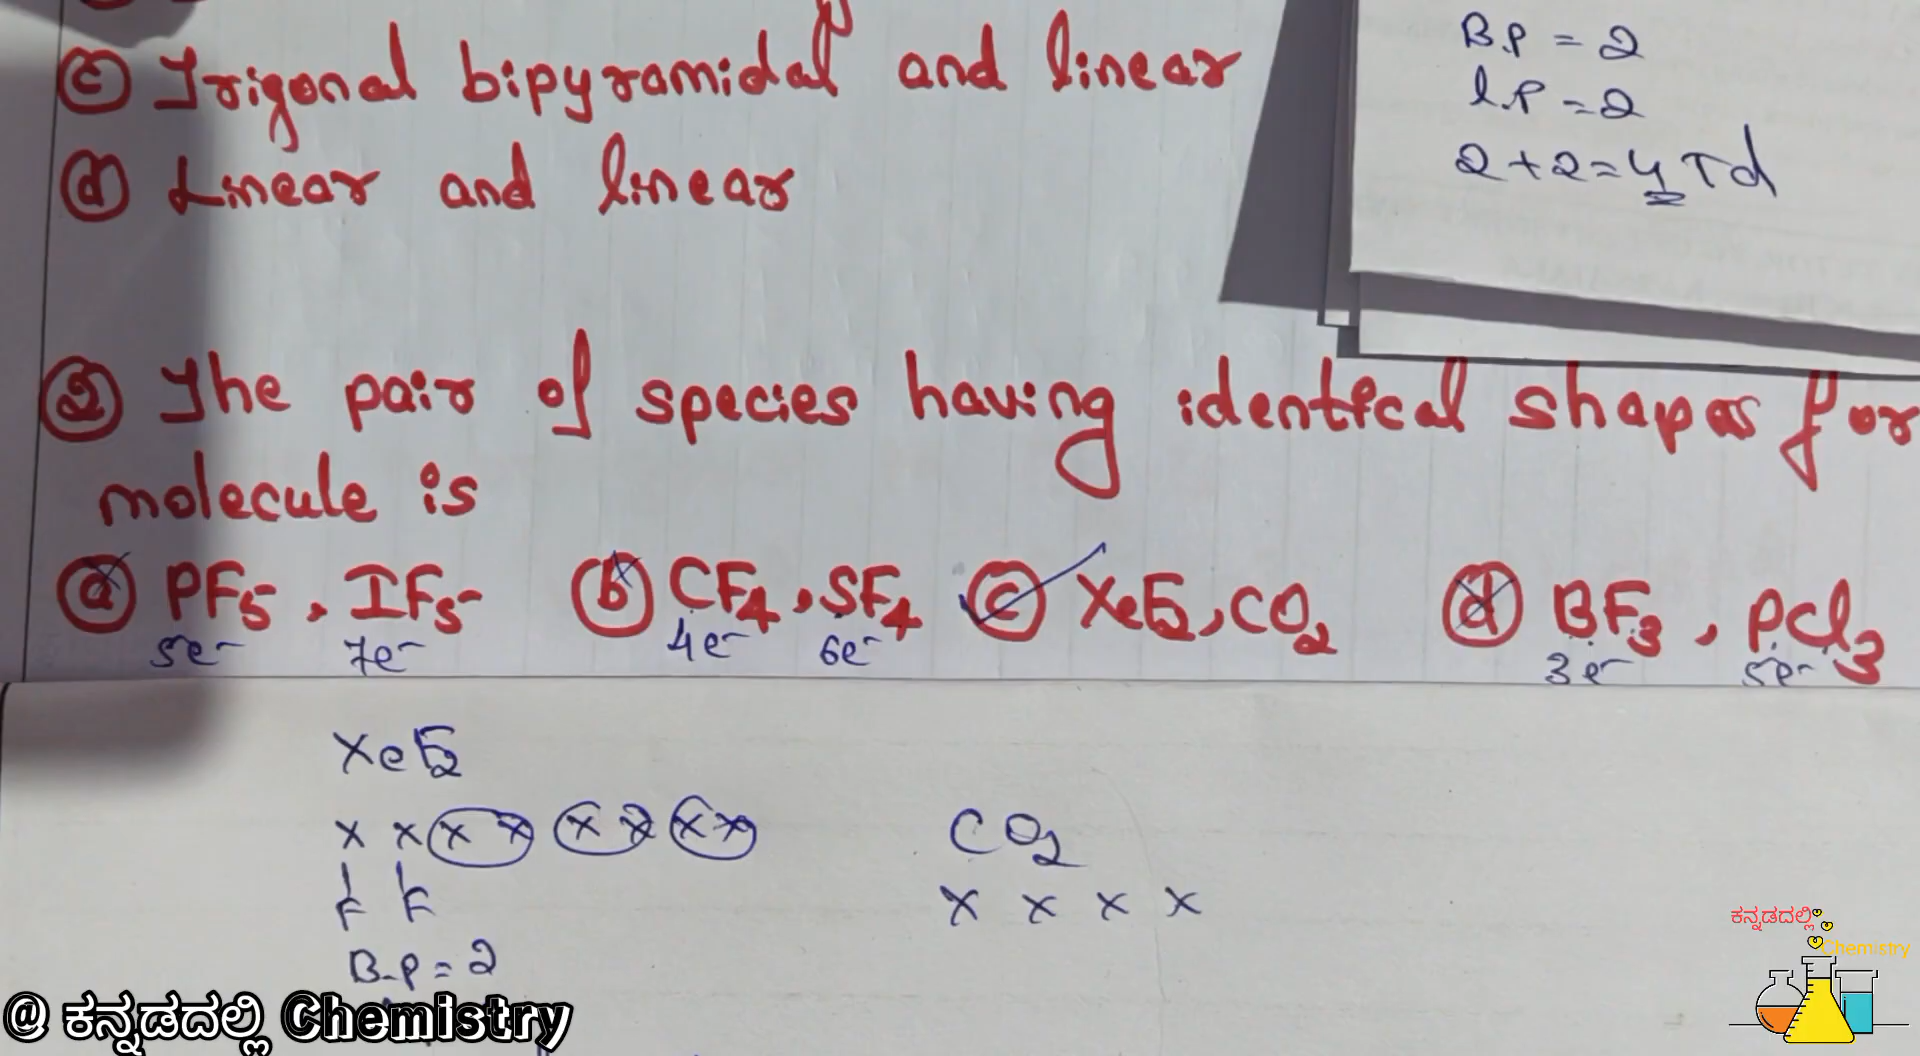 c Trigonal bipyramidal and linear
d Linear and linear
B.P = 2
l.P = 2
2 + 2 = 4 Td
2 The pair of species having identical shapes for
molecule is
a PF5, IF5 b CF4, SF4 c XeF2, CO2 d BF3, PCl3
5e- 7e- 4e- 6e- 3e- 5e-
XeF2
x x x x x x x x
F F
B.P = 2
CO2
x x x x
ಕನ್ನಡದಲ್ಲಿ
Chemistry
@ ಕನ್ನಡದಲ್ಲಿ Chemistry